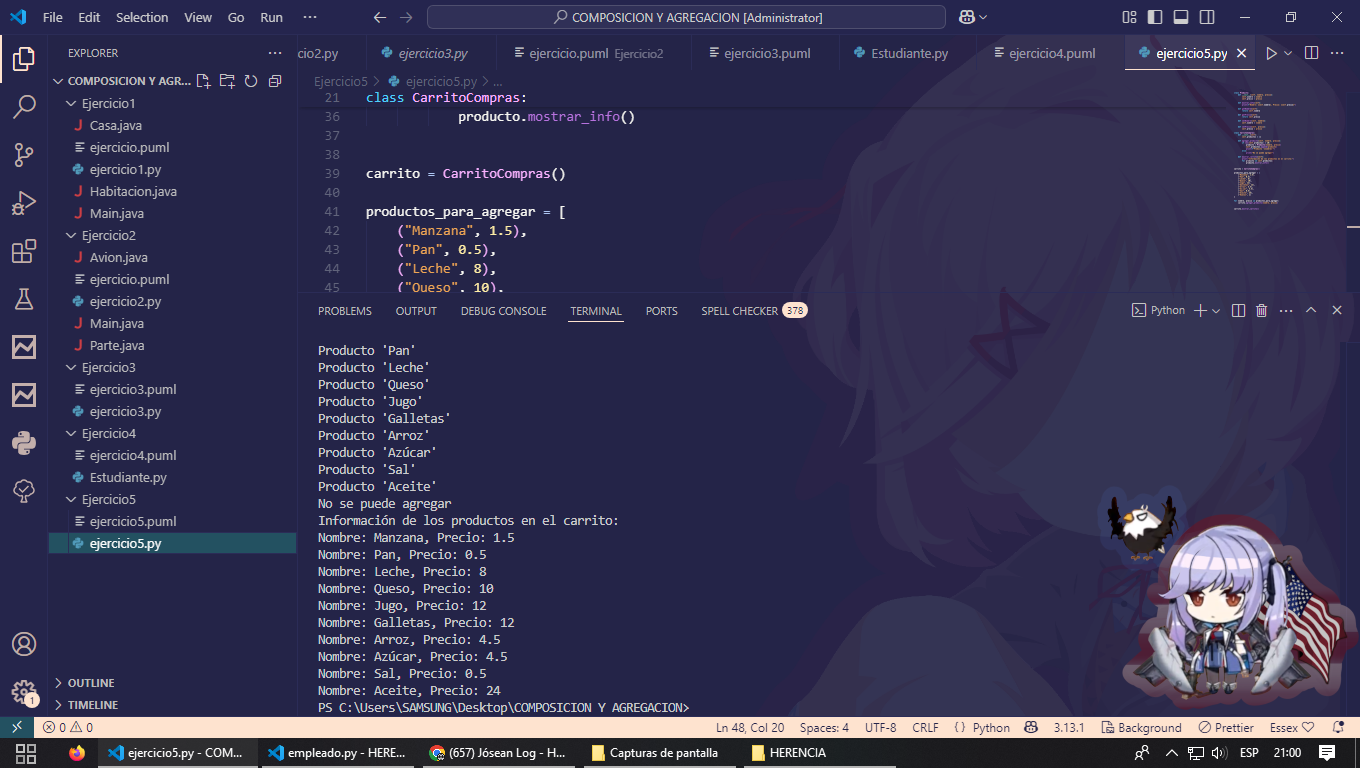 File Edit Selection View Go Run ··· COMPOSICION Y AGREGACION [Administrator]
EXPLORER ···
COMPOSICION Y AGR...
Ejercicio1
Casa.java
ejercicio.puml
ejercicio1.py
Habitacion.java
Main.java
Ejercicio2
Avion.java
ejercicio.puml
ejercicio2.py
Main.java
Parte.java
Ejercicio3
ejercicio3.puml
ejercicio3.py
Ejercicio4
ejercicio4.puml
Estudiante.py
Ejercicio5
ejercicio5.puml
ejercicio5.py
OUTLINE
TIMELINE
1
cio2.py ejercicio3.py ejercicio.puml Ejercicio2 ejercicio3.puml Estudiante.py ejercicio4.puml ejercicio5.py
Ejercicio5 > ejercicio5.py > ...
21 class CarritoCompras:
36 producto.mostrar_info()
37
38
39 carrito = CarritoCompras()
40
41 productos_para_agregar = [
42 ("Manzana", 1.5),
43 ("Pan", 0.5),
44 ("Leche", 8),
45 ("Queso", 10),
PROBLEMS OUTPUT DEBUG CONSOLE TERMINAL PORTS SPELL CHECKER 378 Python
Producto 'Pan'
Producto 'Leche'
Producto 'Queso'
Producto 'Jugo'
Producto 'Galletas'
Producto 'Arroz'
Producto 'Azúcar'
Producto 'Sal'
Producto 'Aceite'
No se puede agregar
Información de los productos en el carrito:
Nombre: Manzana, Precio: 1.5
Nombre: Pan, Precio: 0.5
Nombre: Leche, Precio: 8
Nombre: Queso, Precio: 10
Nombre: Jugo, Precio: 12
Nombre: Galletas, Precio: 12
Nombre: Arroz, Precio: 4.5
Nombre: Azúcar, Precio: 4.5
Nombre: Sal, Precio: 0.5
Nombre: Aceite, Precio: 24
PS C:\Users\SAMSUNG\Desktop\COMPOSICION Y AGREGACION>
0 0 Ln 48, Col 20 Spaces: 4 UTF-8 CRLF {} Python 3.13.1 Background Prettier Essex
ejercicio5.py - COM... empleado.py - HERE... (657) Jósean Log - H... Capturas de pantalla HERENCIA ESP 21:00